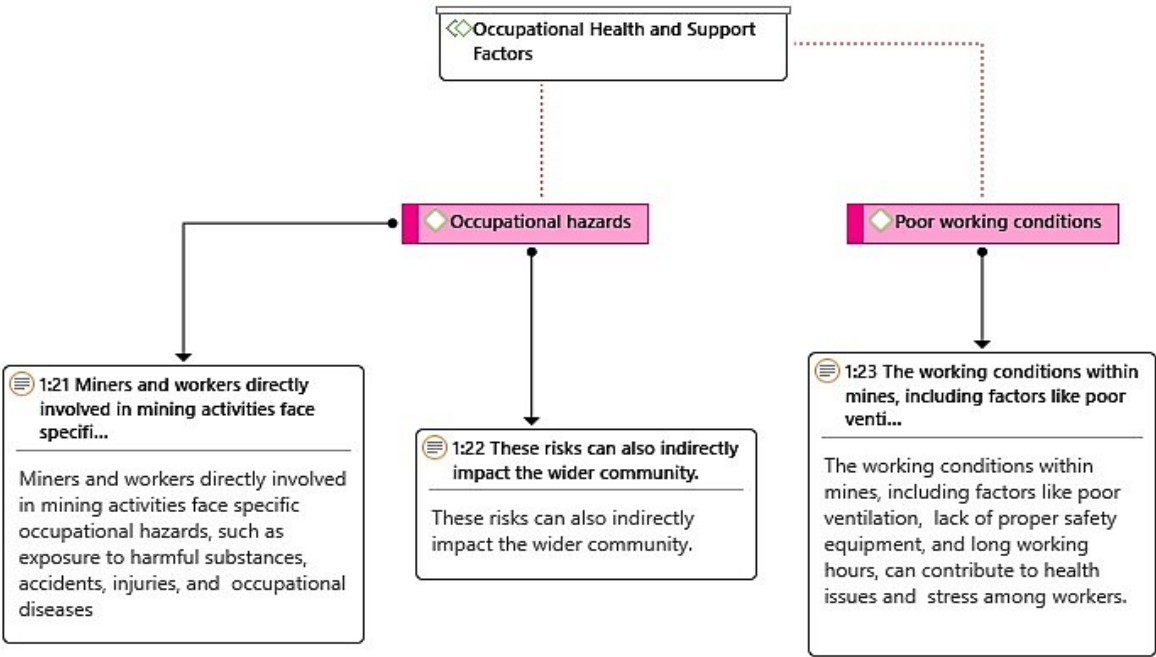 Occupational Health and Support
Factors
Occupational hazards
Poor working conditions
1:21 Miners and workers directly
involved in mining activities face
specifi...
Miners and workers directly involved
in mining activities face specific
occupational hazards, such as
exposure to harmful substances,
accidents, injuries, and occupational
diseases
1:22 These risks can also indirectly
impact the wider community.
These risks can also indirectly
impact the wider community.
1:23 The working conditions within
mines, including factors like poor
venti...
The working conditions within
mines, including factors like poor
ventilation, lack of proper safety
equipment, and long working
hours, can contribute to health
issues and stress among workers.